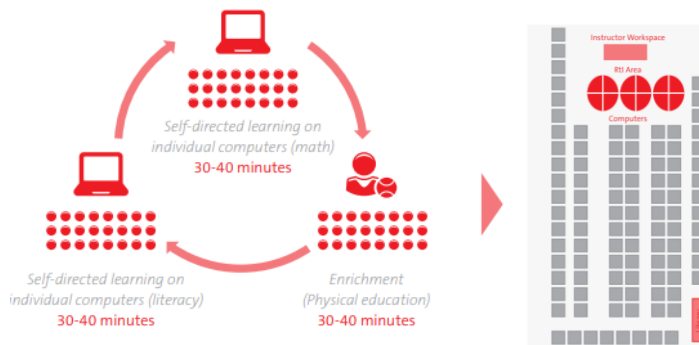 Self-directed learning on
individual computers (math)
30-40 minutes
Self-directed learning on
individual computers (literacy)
30-40 minutes
Enrichment
(Physical education)
30-40 minutes
Instructor Workspace
RtI Area
Computers